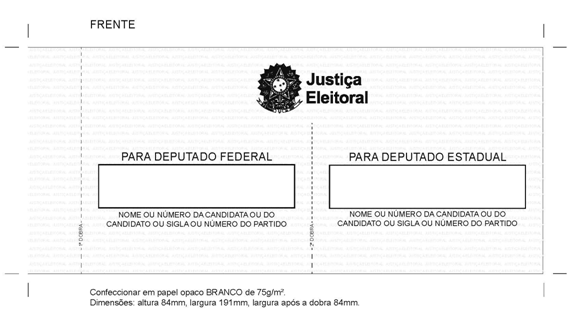 FRENTE
Justiça
Eleitoral
PARA DEPUTADO FEDERAL
NOME OU NÚMERO DA CANDIDATA OU DO
CANDIDATO OU SIGLA OU NÚMERO DO PARTIDO
PARA DEPUTADO ESTADUAL
NOME OU NÚMERO DA CANDIDATA OU DO
CANDIDATO OU SIGLA OU NÚMERO DO PARTIDO
Confeccionar em papel opaco BRANCO de 75g/m².
Dimensões: altura 84mm, largura 191mm, largura após a dobra 84mm.